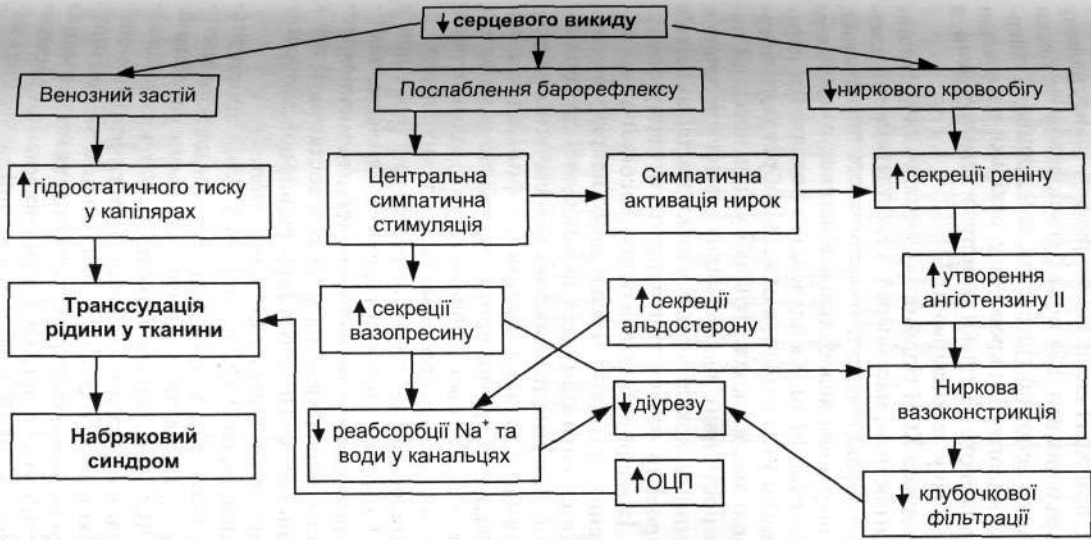 ↓ серцевого викиду
Венозний застій
Послаблення барорефлексу
↓ ниркового кровообігу
↑ гідростатичного тиску
у капілярах
Центральна
симпатична
стимуляція
Симпатична
активація нирок
↑ секреції реніну
Транссудація
рідини у тканини
↑ секреції
вазопресину
↑ секреції
альдостерону
↑ утворення
ангіотензину II
Набряковий
синдром
↓ реабсорбції Na⁺ та
води у канальцях
↓ діурезу
Ниркова
вазоконстрикція
↑ ОЦП
↓ клубочкової
фільтрації